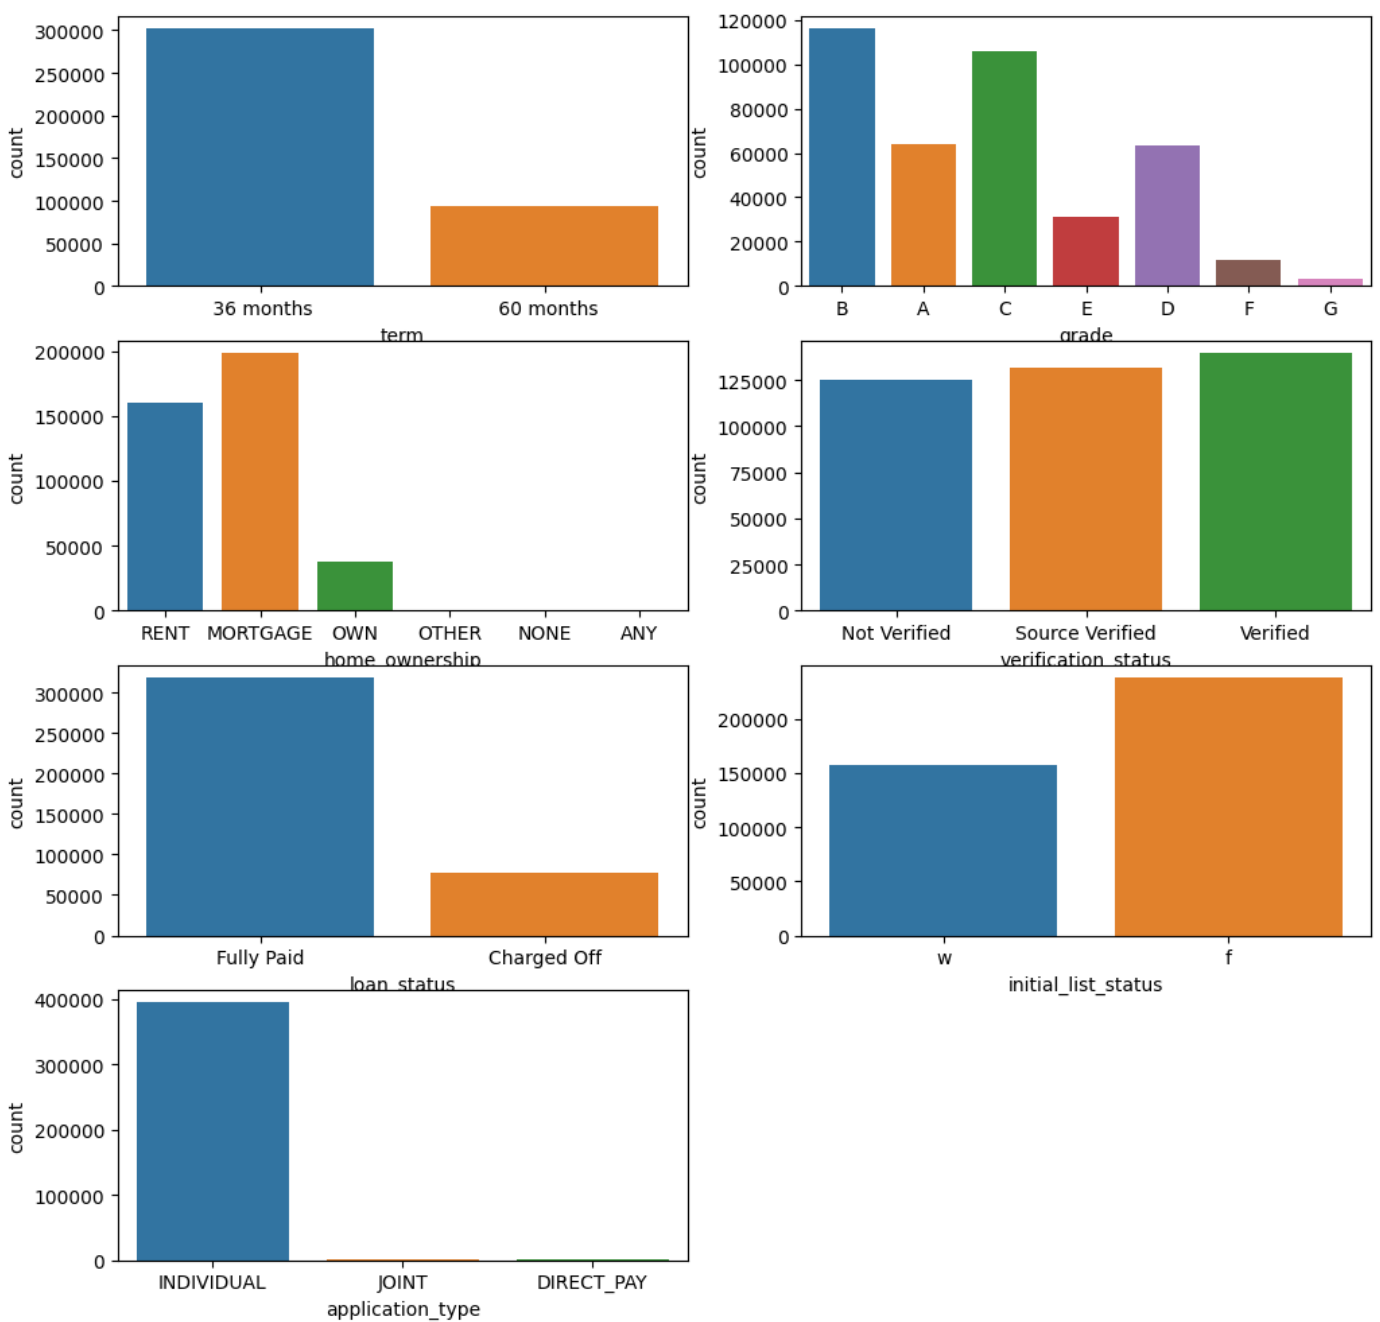 300000
250000
200000
150000
100000
50000
0
count
36 months 60 months
term
120000
100000
80000
60000
40000
20000
0
count
B A C E D F G
grade
200000
150000
100000
50000
0
count
RENT MORTGAGE OWN OTHER NONE ANY
home_ownership
125000
100000
75000
50000
25000
0
count
Not Verified Source Verified Verified
verification_status
300000
250000
200000
150000
100000
50000
0
count
Fully Paid Charged Off
loan_status
200000
150000
100000
50000
0
count
w f
initial_list_status
400000
300000
200000
100000
0
count
INDIVIDUAL JOINT DIRECT_PAY
application_type